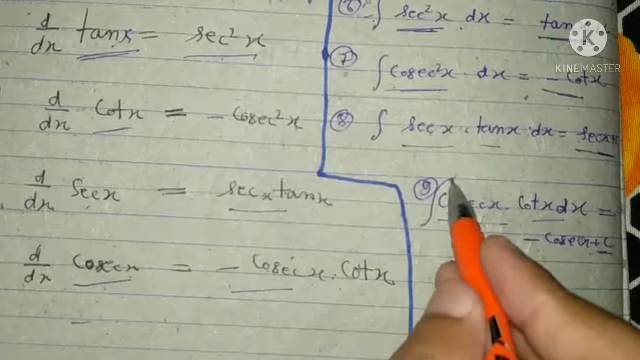 d/dx tanx = sec²x
d/dx Cotx = - Cosec²x
d/dx Secx = secx tanx
d/dx Cosecx = - Cosecx . Cotx
⑥ ∫ sec²x dx = tan
⑦ ∫ Cosec²x . dx = - Cotx
⑧ ∫ secx . tanx . dx = secx+
⑨
∫ Cosecx . Cotx dx =
- Cosecx + C
KINEMASTER